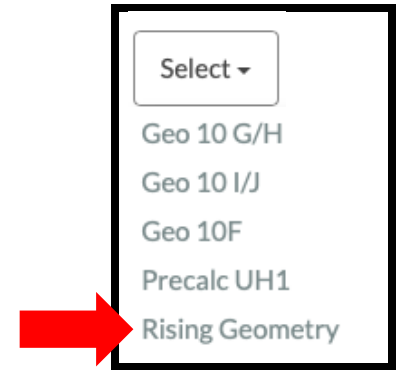 Select
Geo 10 G/H
Geo 10 I/J
Geo 10F
Precalc UH1
Rising Geometry